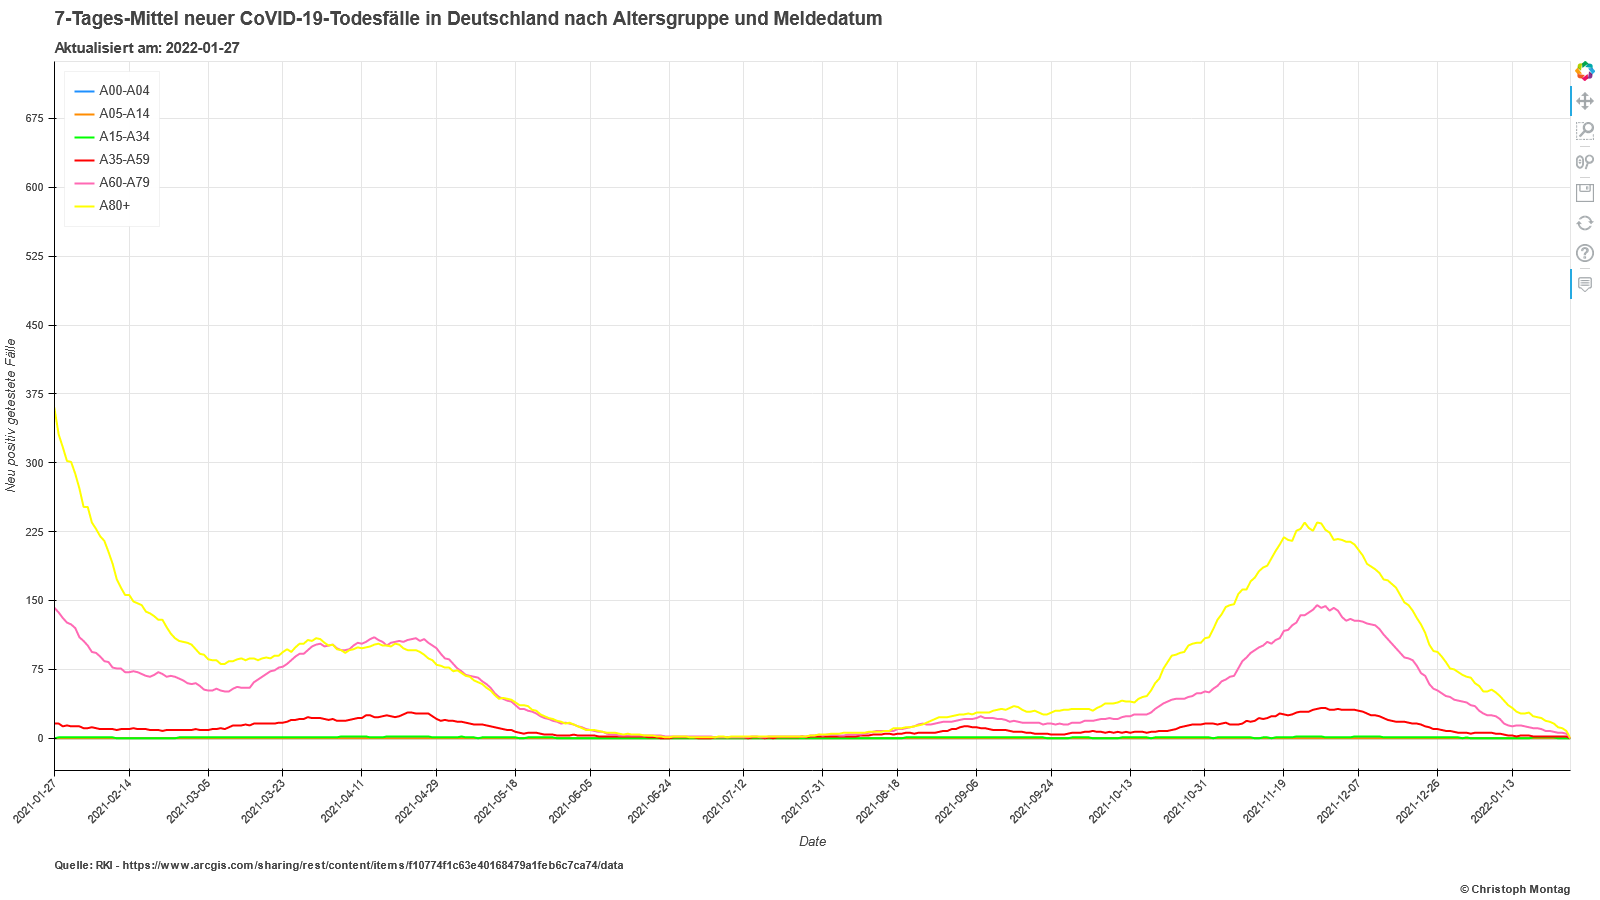 7-Tages-Mittel neuer CoVID-19-Todesfälle in Deutschland nach Altersgruppe und Meldedatum
Aktualisiert am: 2022-01-27
A00-A04
A05-A14
A15-A34
A35-A59
A60-A79
A80+
675
600
525
450
375
300
225
150
75
0
Neu positiv getestete Fälle
2021-01-27
2021-02-14
2021-03-05
2021-03-23
2021-04-11
2021-04-29
2021-05-18
2021-06-05
2021-06-24
2021-07-12
2021-07-31
2021-08-18
2021-09-06
2021-09-24
2021-10-13
2021-10-31
2021-11-19
2021-12-07
2021-12-26
2022-01-13
Date
Quelle: RKI - https://www.arcgis.com/sharing/rest/content/items/f10774f1c63e40168479a1feb6c7ca74/data
© Christoph Montag